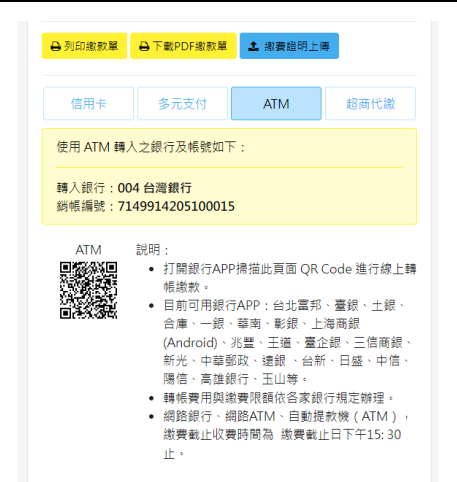 列印繳款單 下載PDF繳款單 繳費證明上傳
信用卡 多元支付 ATM 超商代繳
使用 ATM 轉入之銀行及帳號如下：
轉入銀行：004 台灣銀行
銷帳編號：7149914205100015
ATM
說明：
打開銀行APP掃描此頁面 QR Code 進行線上轉
帳繳款。
目前可用銀行APP：台北富邦、臺銀、土銀、
合庫、一銀、華南、彰銀、上海商銀
(Android)、兆豐、王道、臺企銀、三信商銀、
新光、中華郵政、遠銀 、台新、日盛、中信、
陽信、高雄銀行、玉山等。
轉帳費用與繳費限額依各家銀行規定辦理。
網路銀行、網路ATM、自動提款機（ATM），
繳費截止收費時間為 繳費截止日下午15: 30
止。